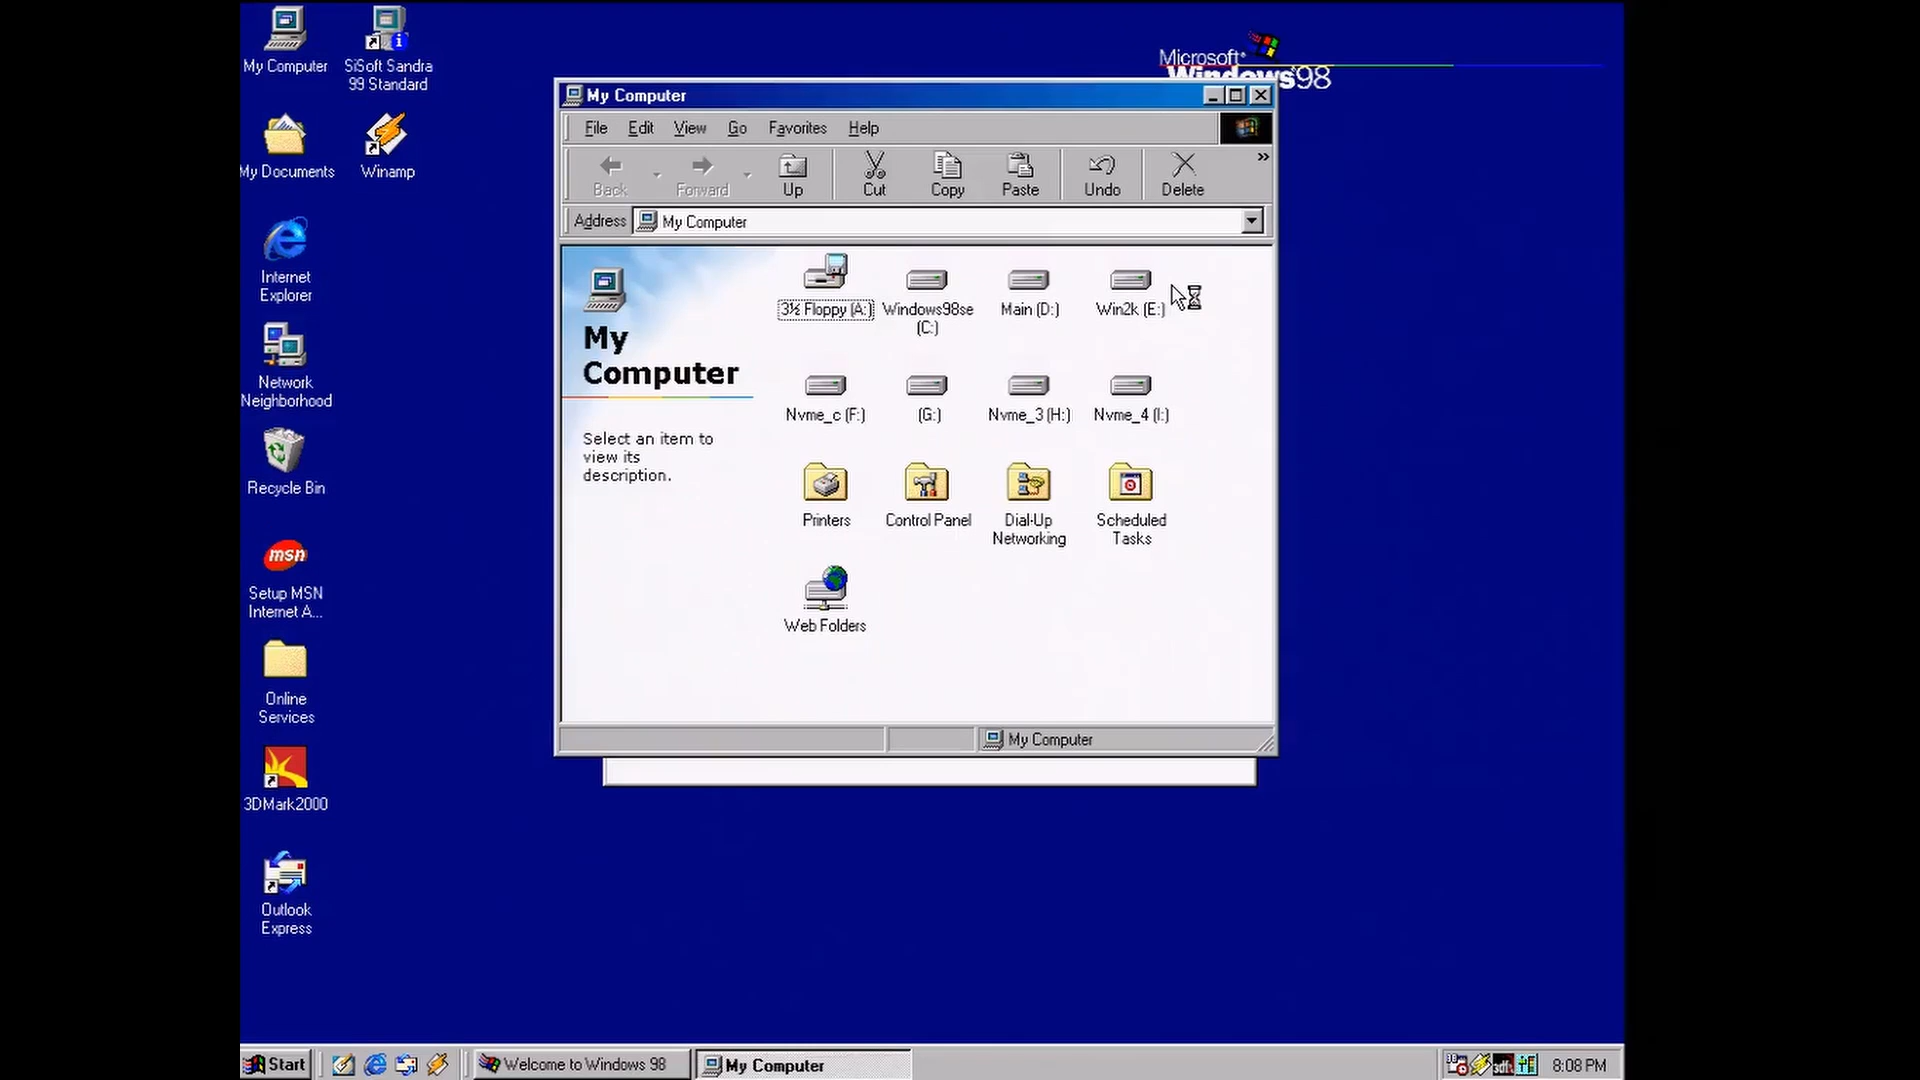 My Computer
SiSoft Sandra
99 Standard
My Documents
Winamp
Internet
Explorer
Network
Neighborhood
Recycle Bin
msn
Setup MSN
Internet A...
Online
Services
3DMark2000
Outlook
Express
Microsoft
Windows 98
My Computer
File Edit View Go Favorites Help
Back Forward Up Cut Copy Paste Undo Delete »
Address My Computer
My
Computer
Select an item to
view its
description.
3½ Floppy (A:)
Windows98se
(C:)
Main (D:)
Win2k (E:)
Nvme_c (F:)
(G:)
Nvme_3 (H:)
Nvme_4 (I:)
Printers
Control Panel
Dial-Up
Networking
Scheduled
Tasks
Web Folders
My Computer
Start
Welcome to Windows 98
My Computer
8:08 PM